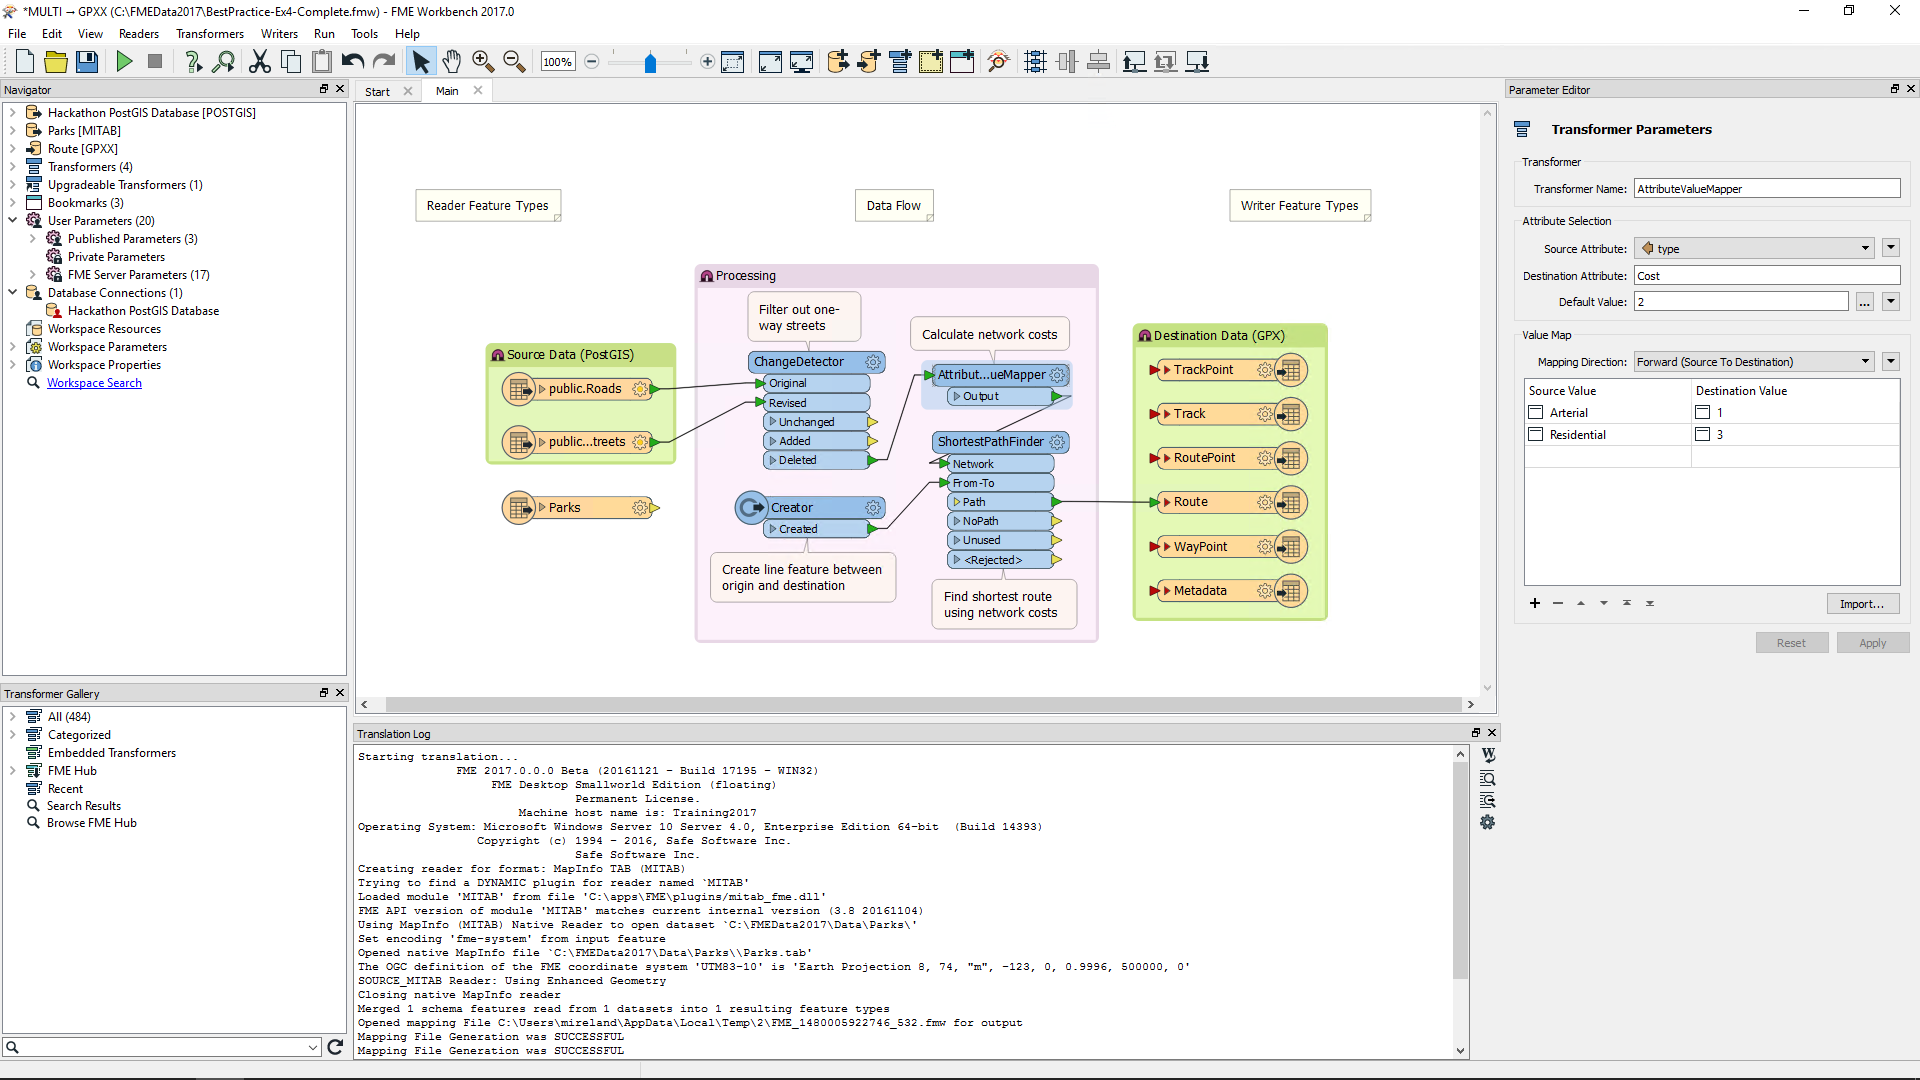 *MULTI → GPXX (C:\FMEData2017\BestPractice-Ex4-Complete.fmw) - FME Workbench 2017.0
File Edit View Readers Transformers Writers Run Tools Help
100%
Navigator
Hackathon PostGIS Database [POSTGIS]
Parks [MITAB]
Route [GPXX]
Transformers (4)
Upgradeable Transformers (1)
Bookmarks (3)
User Parameters (20)
Published Parameters (3)
Private Parameters
FME Server Parameters (17)
Database Connections (1)
Hackathon PostGIS Database
Workspace Resources
Workspace Parameters
Workspace Properties
Workspace Search
Transformer Gallery
All (484)
Categorized
Embedded Transformers
FME Hub
Recent
Search Results
Browse FME Hub
Start Main
Reader Feature Types
Data Flow
Writer Feature Types
Source Data (PostGIS)
public.Roads
public...treets
Parks
Processing
Filter out one-
way streets
ChangeDetector
Original
Revised
Unchanged
Added
Deleted
Creator
Created
Create line feature between
origin and destination
Calculate network costs
Attribut...ueMapper
Output
ShortestPathFinder
Network
From-To
Path
NoPath
Unused
<Rejected>
Find shortest route
using network costs
Destination Data (GPX)
TrackPoint
Track
RoutePoint
Route
WayPoint
Metadata
Translation Log
Starting translation...
FME 2017.0.0.0 Beta (20161121 - Build 17195 - WIN32)
FME Desktop Smallworld Edition (floating)
Permanent License.
Machine host name is: Training2017
Operating System: Microsoft Windows Server 10 Server 4.0, Enterprise Edition 64-bit (Build 14393)
Copyright (c) 1994 - 2016, Safe Software Inc.
Safe Software Inc.
Creating reader for format: MapInfo TAB (MITAB)
Trying to find a DYNAMIC plugin for reader named `MITAB'
Loaded module 'MITAB' from file 'C:\apps\FME\plugins/mitab_fme.dll'
FME API version of module 'MITAB' matches current internal version (3.8 20161104)
Using MapInfo (MITAB) Native Reader to open dataset `C:\FMEData2017\Data\Parks\'
Set encoding 'fme-system' from input feature
Opened native MapInfo file `C:\FMEData2017\Data\Parks\\Parks.tab'
The OGC definition of the FME coordinate system 'UTM83-10' is 'Earth Projection 8, 74, "m", -123, 0, 0.9996, 500000, 0'
SOURCE_MITAB Reader: Using Enhanced Geometry
Closing native MapInfo reader
Merged 1 schema features read from 1 datasets into 1 resulting feature types
Opened mapping File C:\Users\mireland\AppData\Local\Temp\2\FME_1480005922746_532.fmw for output
Mapping File Generation was SUCCESSFUL
Mapping File Generation was SUCCESSFUL
Parameter Editor
Transformer Parameters
Transformer
Transformer Name: AttributeValueMapper
Attribute Selection
Source Attribute: type
Destination Attribute: Cost
Default Value: 2 ...
Value Map
Mapping Direction: Forward (Source To Destination)
Source Value Destination Value
Arterial 1
Residential 3
Import...
Reset Apply